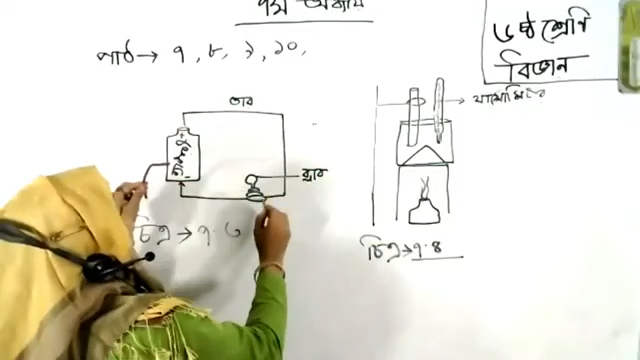 ৭ম অধ্যায়
৬ষ্ঠ শ্রেণি
বিজ্ঞান
পাঠ → ৭, ৮, ৯, ১০,
তার
থার্মোমিটার
ব্যাটারি
বাল্ব
চিত্র → ৭.৩
চিত্র → ৭.৪